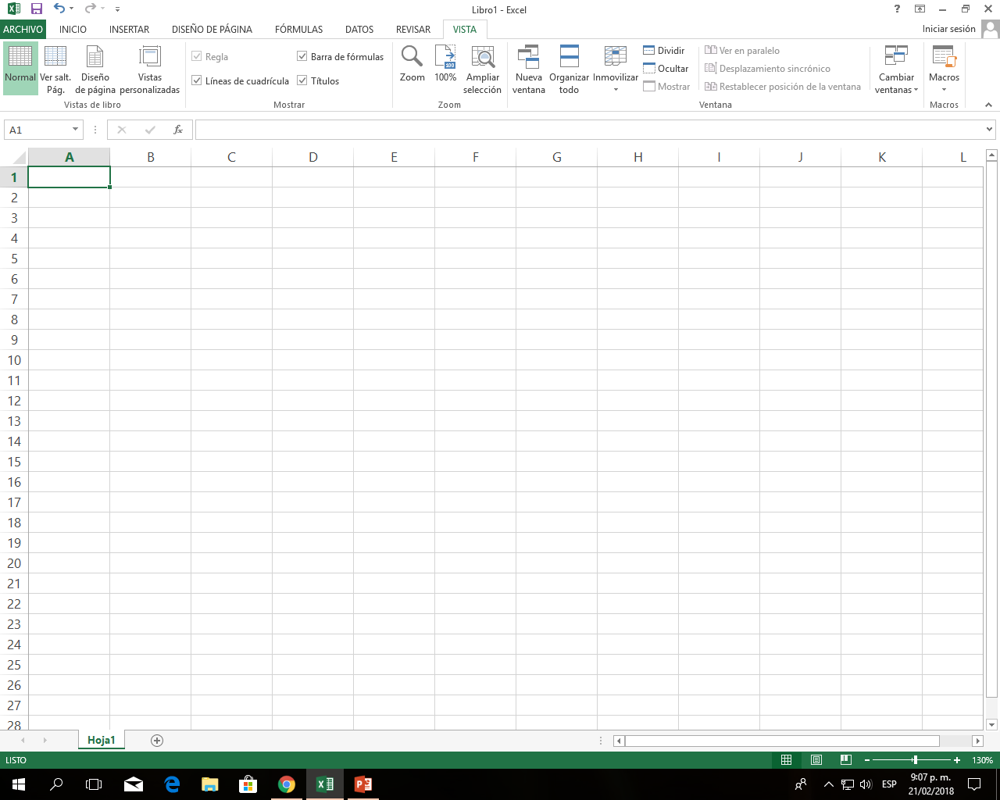 Libro1 - Excel
ARCHIVO INICIO INSERTAR DISEÑO DE PÁGINA FÓRMULAS DATOS REVISAR VISTA Iniciar sesión
Normal
Ver salt. Pág.
Diseño de página
Vistas personalizadas
Vistas de libro
Regla
Barra de fórmulas
Líneas de cuadrícula
Títulos
Mostrar
Zoom
100%
100
Ampliar selección
Zoom
Nueva ventana
Organizar todo
Inmovilizar
Dividir
Ocultar
Mostrar
Ver en paralelo
Desplazamiento sincrónico
Restablecer posición de la ventana
Cambiar ventanas
Ventana
Macros
Macros
A1
fx
A B C D E F G H I J K L
1
2
3
4
5
6
7
8
9
10
11
12
13
14
15
16
17
18
19
20
21
22
23
24
25
26
27
28
Hoja1
LISTO 130%
ESP
9:07 p. m.
21/02/2018